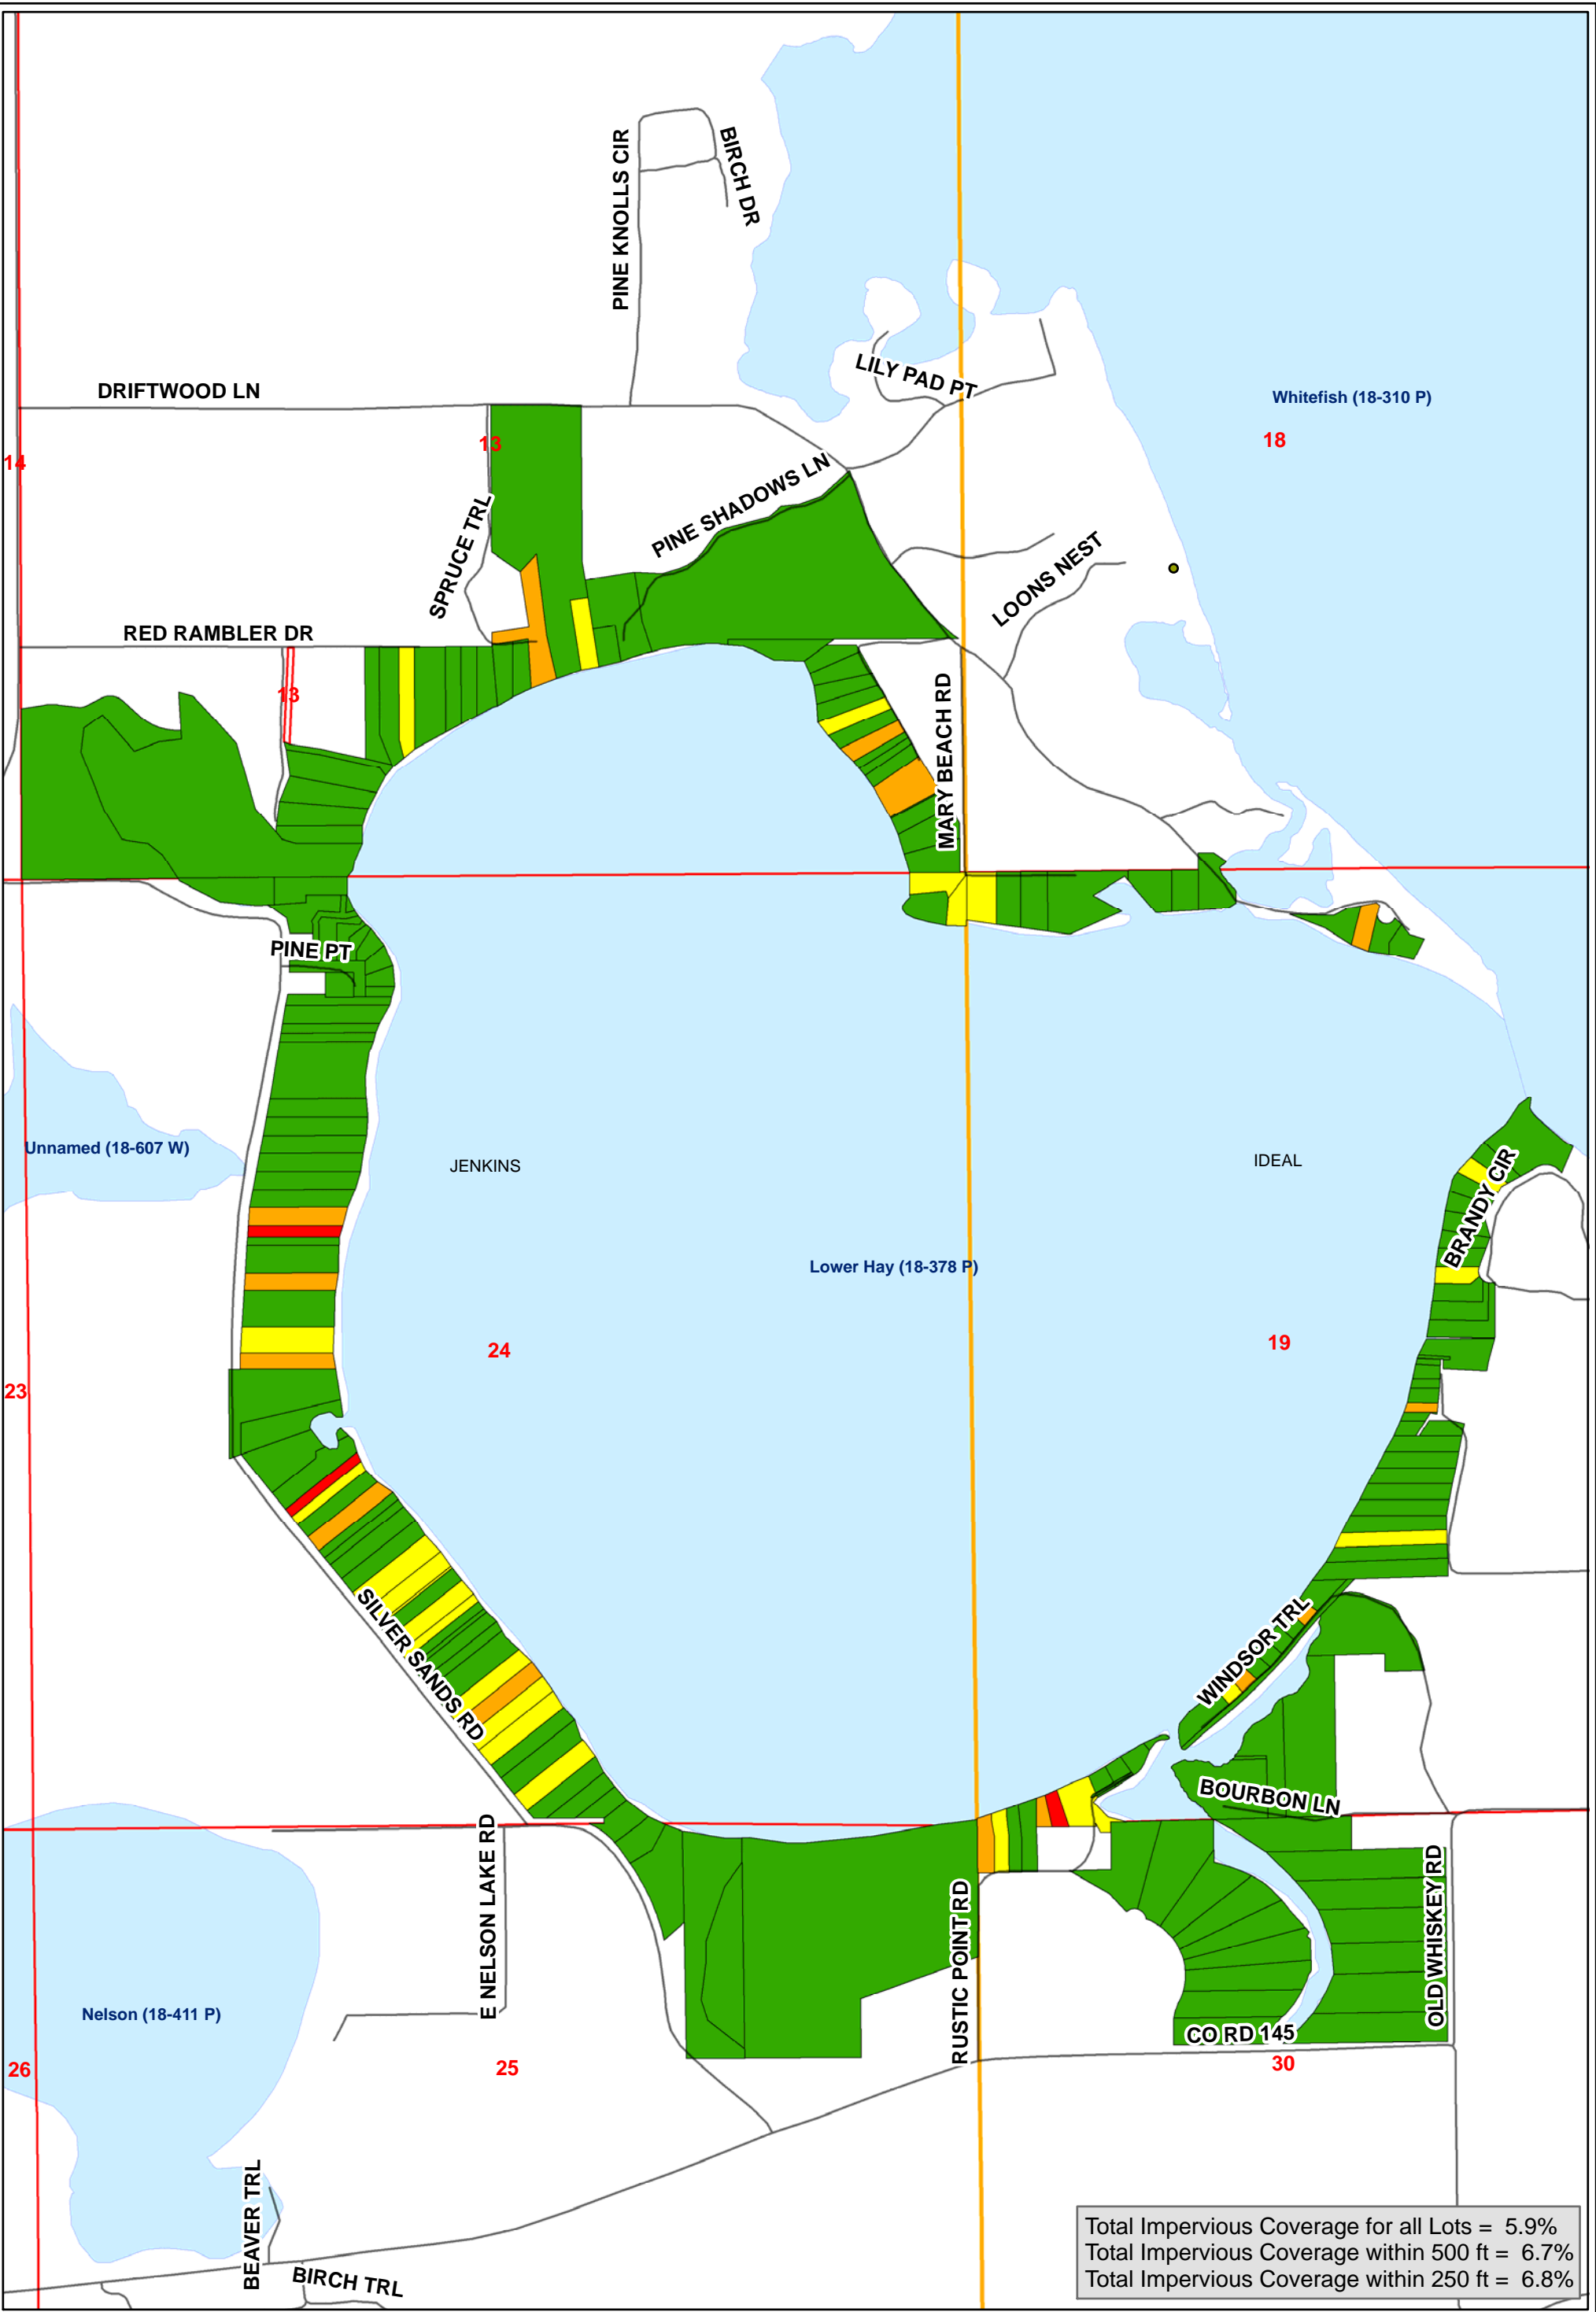 PINE KNOLLS CIR
BIRCH DR
LILY PAD PT
DRIFTWOOD LN
Whitefish (18-310 P)
13
18
14
PINE SHADOWS LN
SPRUCE TRL
LOONS NEST
RED RAMBLER DR
13
MARY BEACH RD
PINE PT
Unnamed (18-607 W)
JENKINS
IDEAL
BRANDY CIR
Lower Hay (18-378 P)
24
19
23
SILVER SANDS RD
WINDSOR TRL
BOURBON LN
E NELSON LAKE RD
RUSTIC POINT RD
OLD WHISKEY RD
Nelson (18-411 P)
CO RD 145
26
25
30
BEAVER TRL
BIRCH TRL
Total Impervious Coverage for all Lots = 5.9%
Total Impervious Coverage within 500 ft = 6.7%
Total Impervious Coverage within 250 ft = 6.8%